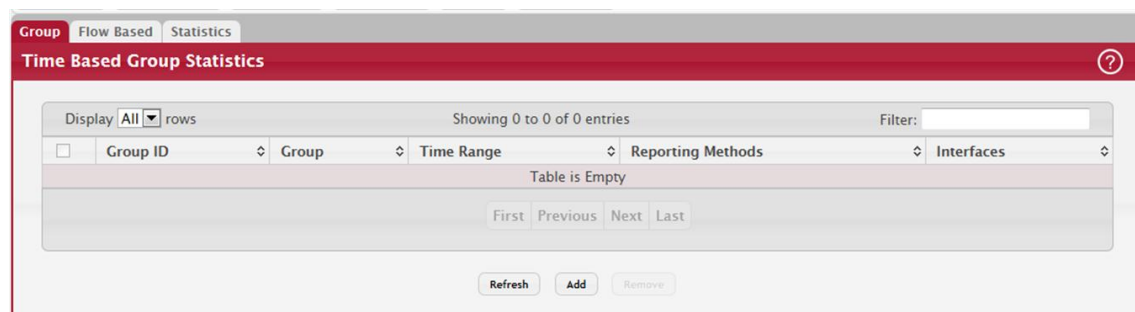 Group Flow Based Statistics
Time Based Group Statistics ?
Display All rows Showing 0 to 0 of 0 entries Filter:
Group ID Group Time Range Reporting Methods Interfaces
Table is Empty
First Previous Next Last
Refresh Add Remove